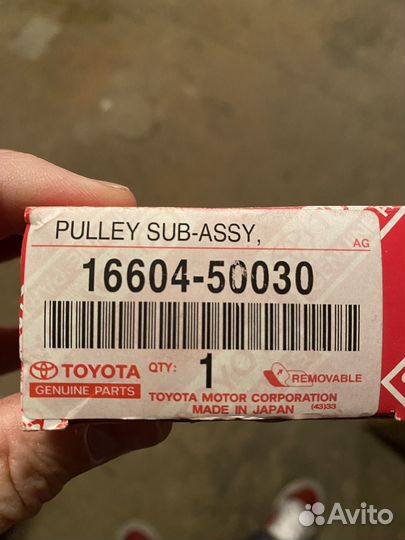 PULLEY SUB-ASSY,
AG
16604-50030
TOYOTA
GENUINE PARTS
QTY: 1
REMOVABLE
TOYOTA MOTOR CORPORATION
MADE IN JAPAN (43)33
Avito